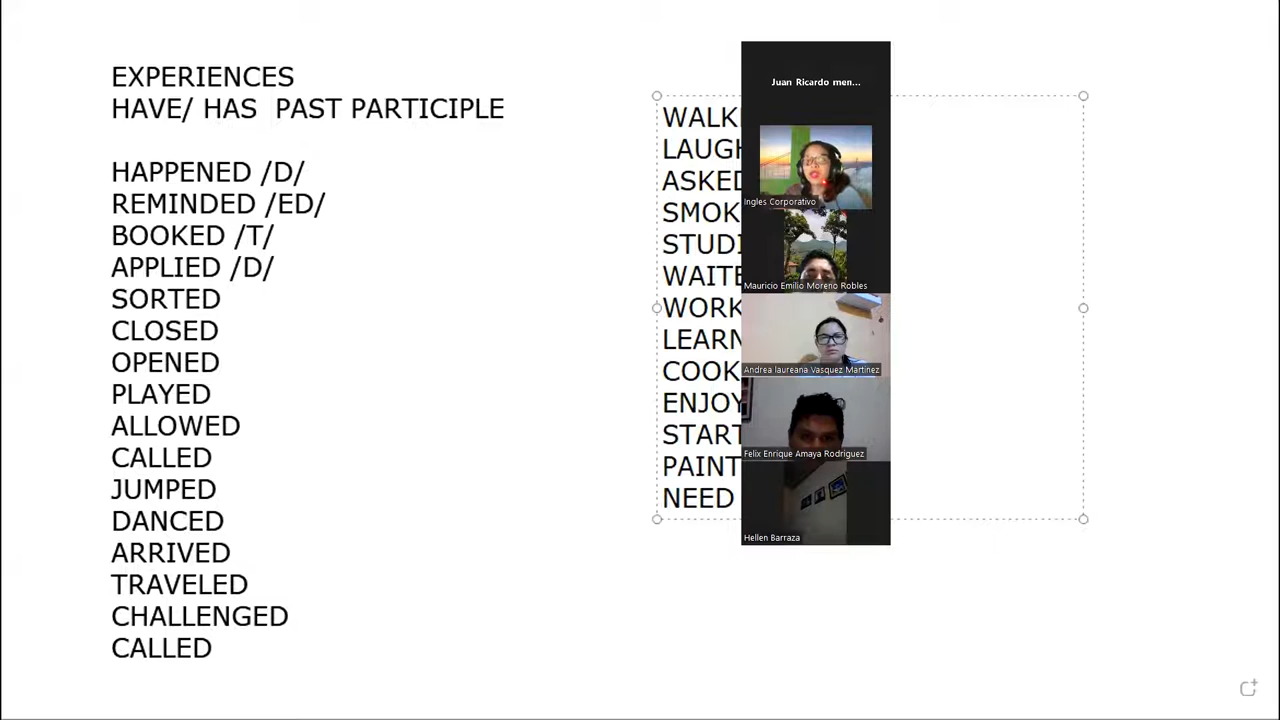 EXPERIENCES
HAVE/ HAS PAST PARTICIPLE
HAPPENED /D/
REMINDED /ED/
BOOKED /T/
APPLIED /D/
SORTED
CLOSED
OPENED
PLAYED
ALLOWED
CALLED
JUMPED
DANCED
ARRIVED
TRAVELED
CHALLENGED
CALLED
WALK
LAUGH
ASKED
SMOK
STUDI
WAITE
WORK
LEARN
COOK
ENJOY
START
PAINT
NEED
Juan Ricardo men...
Ingles Corporativo
Mauricio Emilio Moreno Robles
Andrea laureana Vasquez Martinez
Felix Enrique Amaya Rodriguez
Hellen Barraza